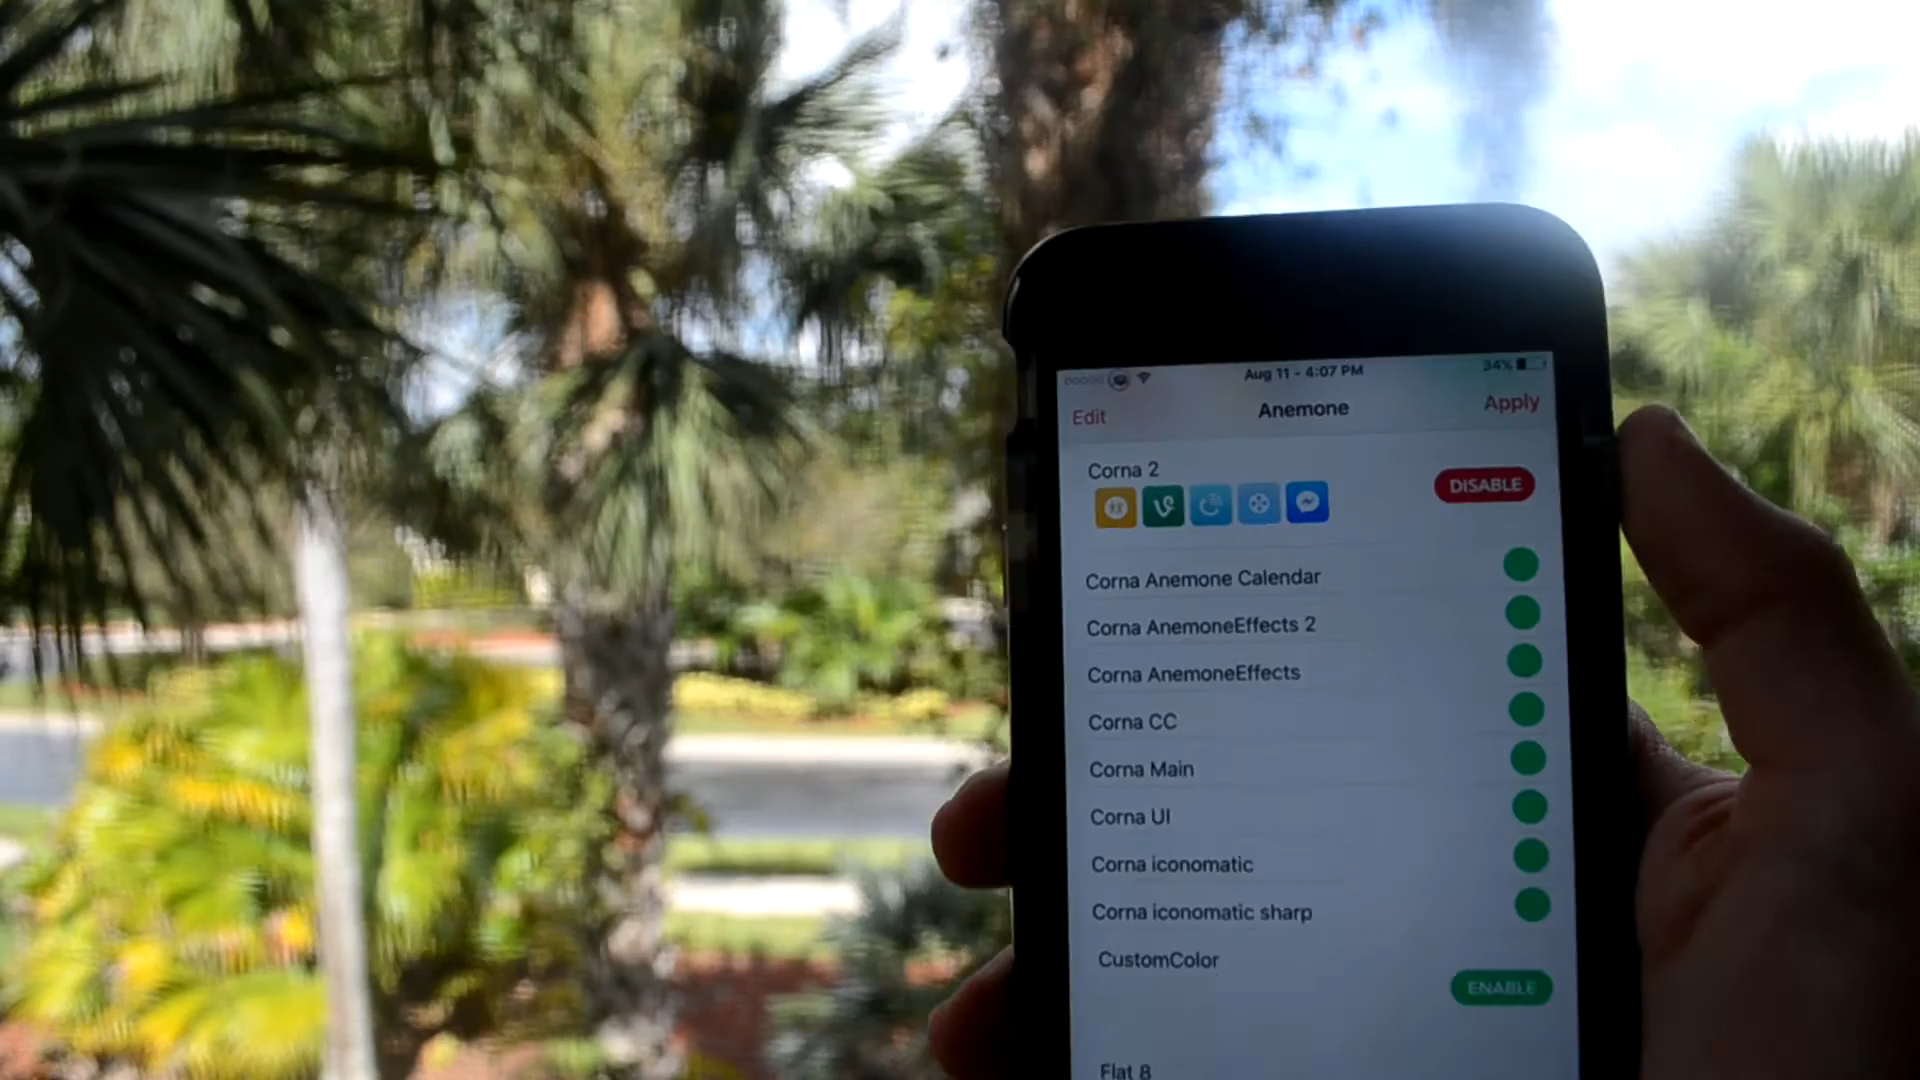 Aug 11 - 4:07 PM
34%
Edit
Anemone
Apply
Corna 2
DISABLE
Corna Anemone Calendar
Corna AnemoneEffects 2
Corna AnemoneEffects
Corna CC
Corna Main
Corna UI
Corna iconomatic
Corna iconomatic sharp
CustomColor
ENABLE
Flat 8